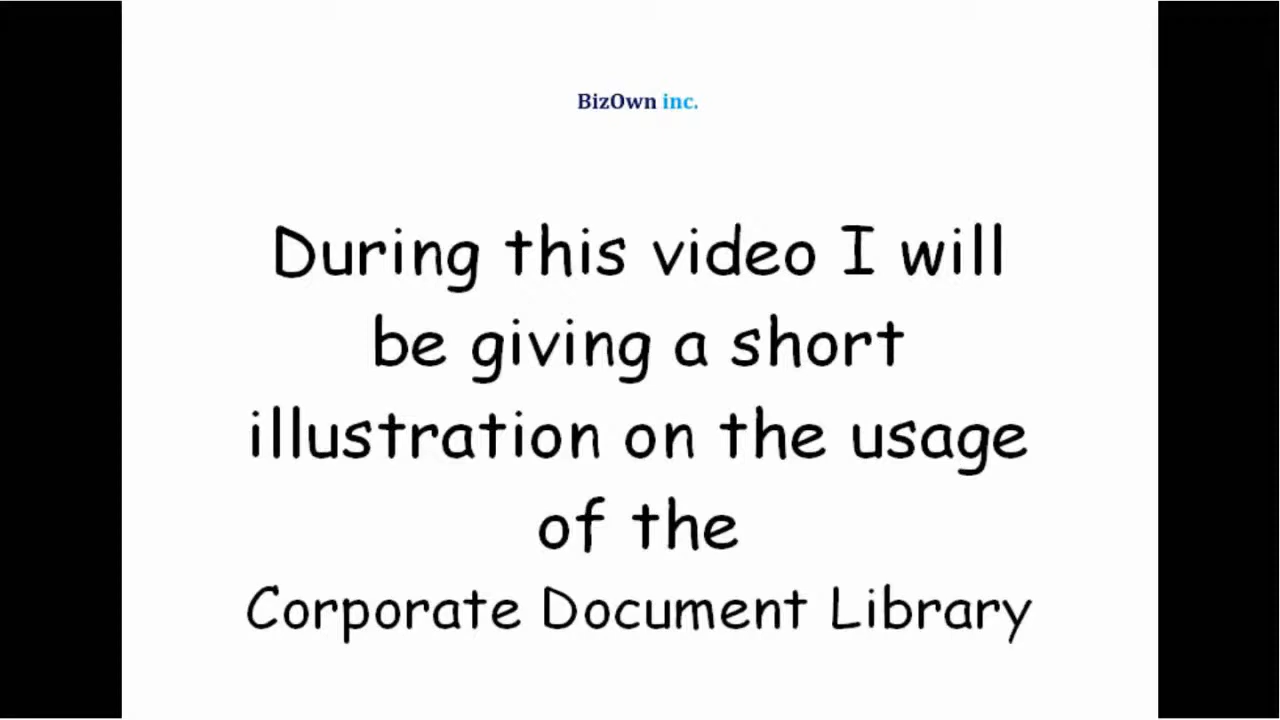 BizOwn inc.
During this video I will
be giving a short
illustration on the usage
of the
Corporate Document Library